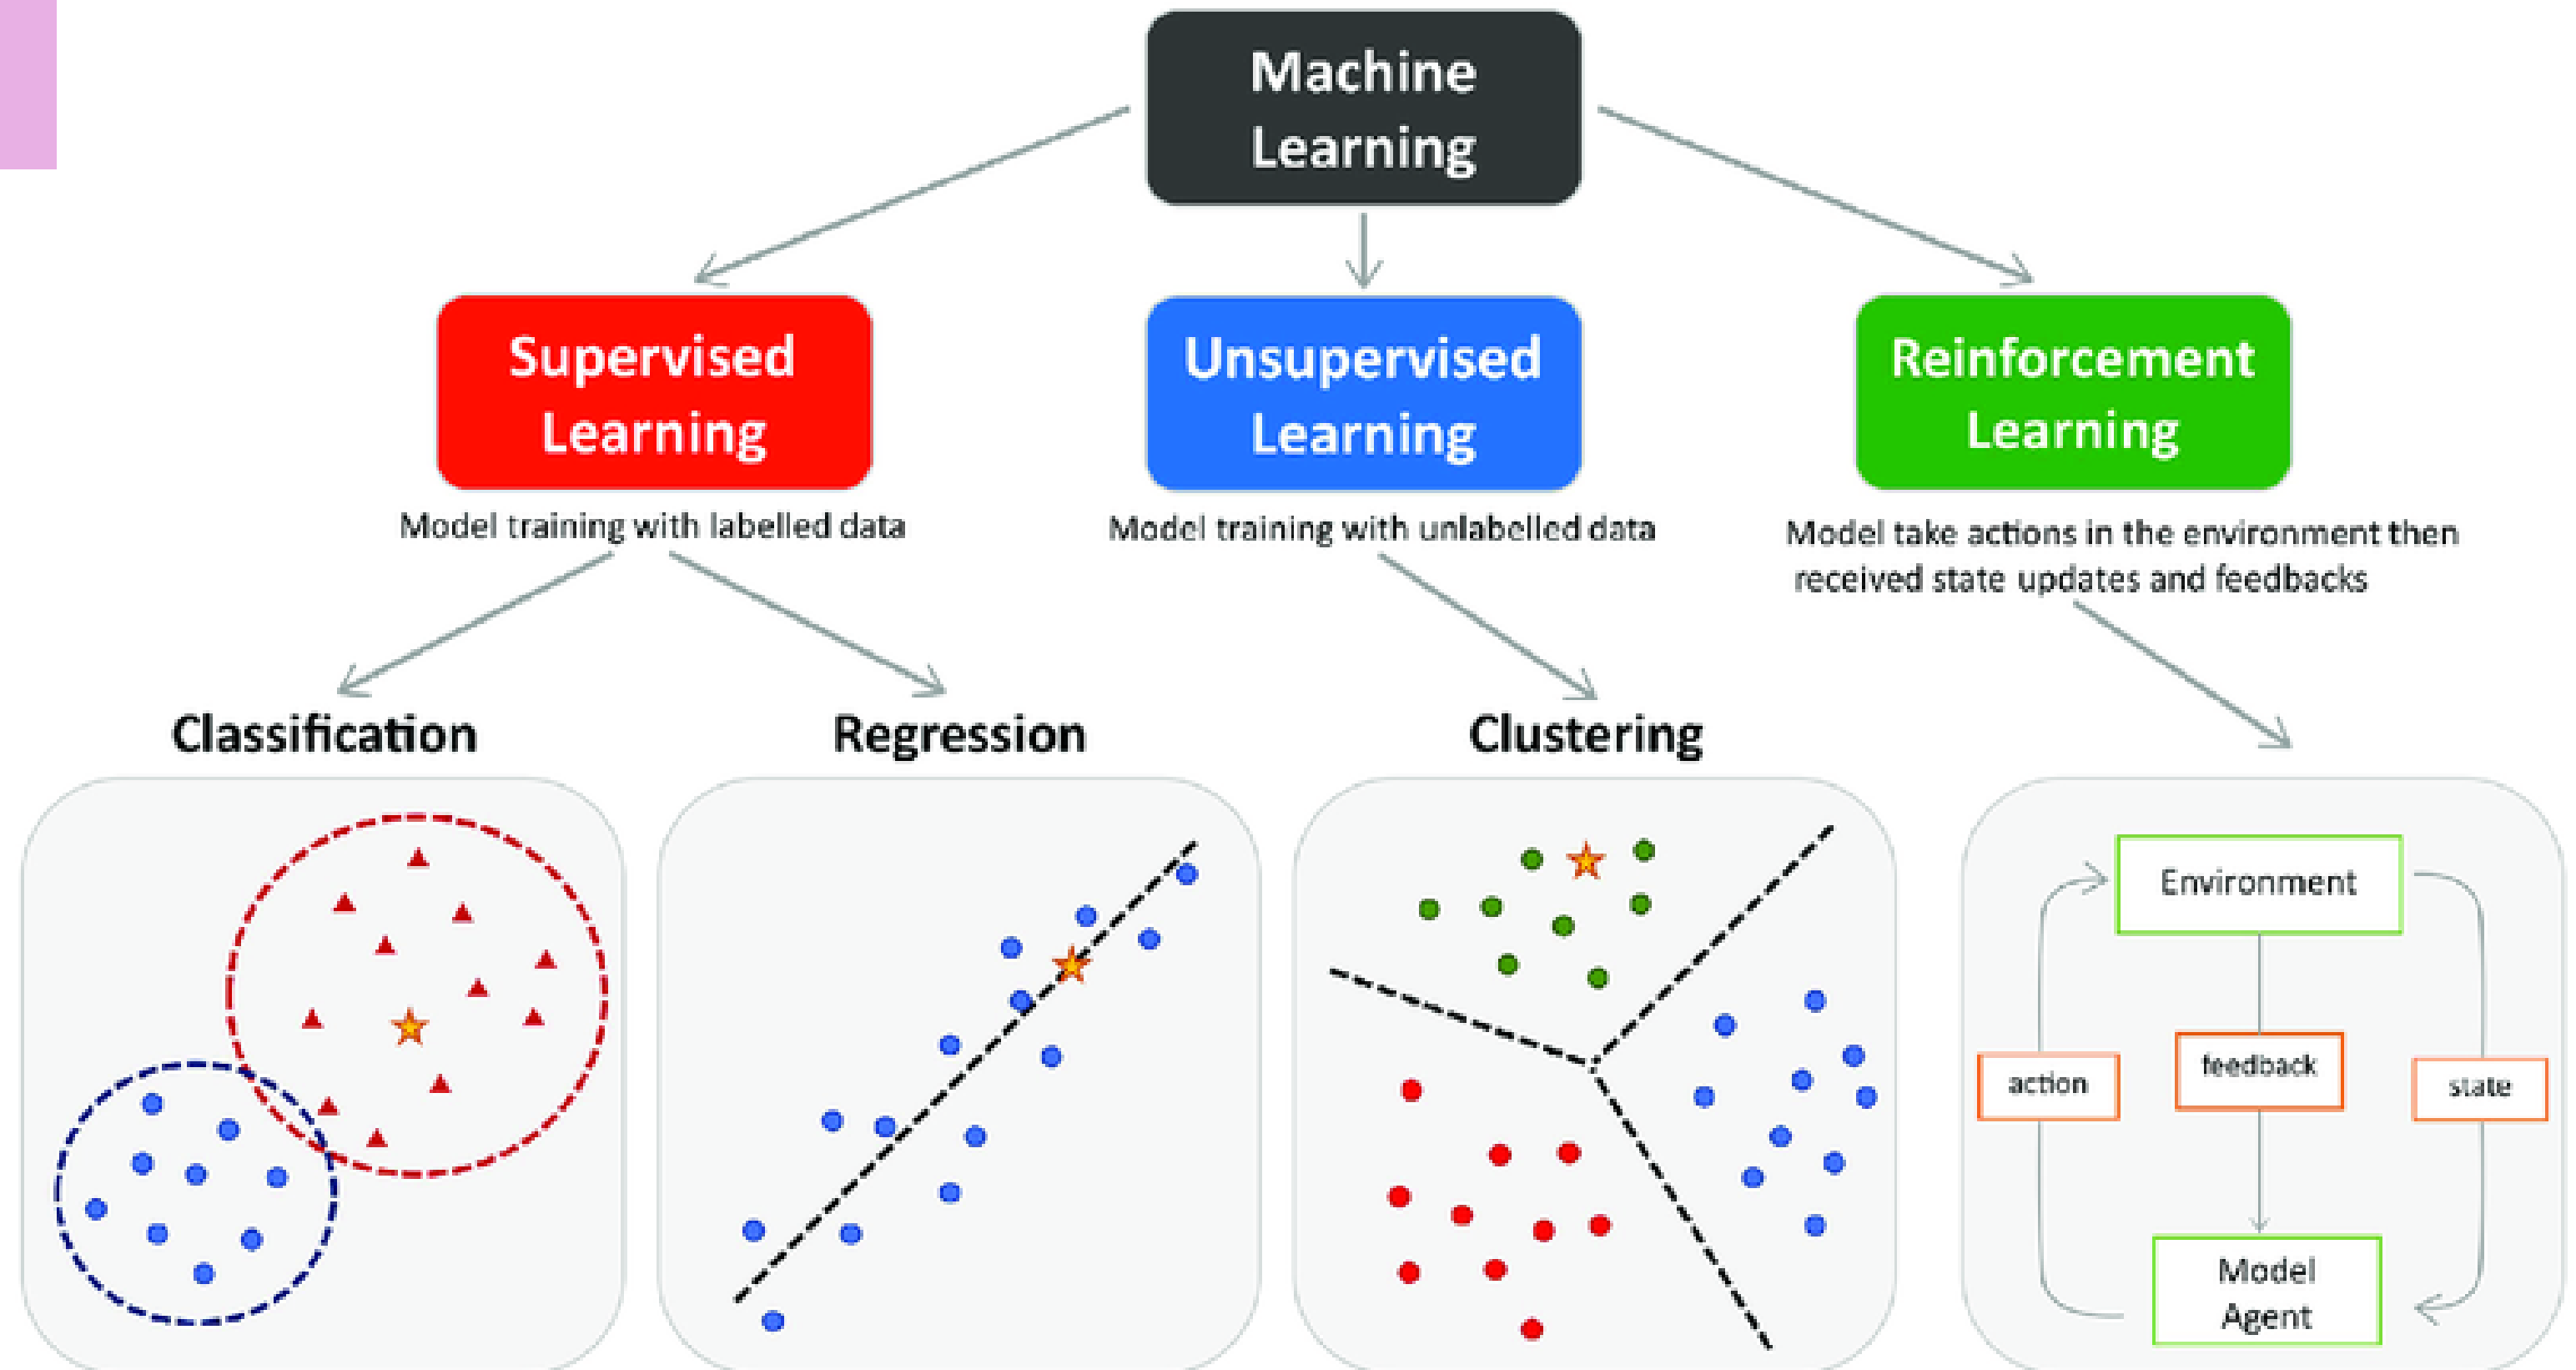 Machine
Learning
Supervised
Learning
Unsupervised
Learning
Reinforcement
Learning
Model training with labelled data
Model training with unlabelled data
Model take actions in the environment then
received state updates and feedbacks
Classification
Regression
Clustering
Environment
action
feedback
state
Model
Agent